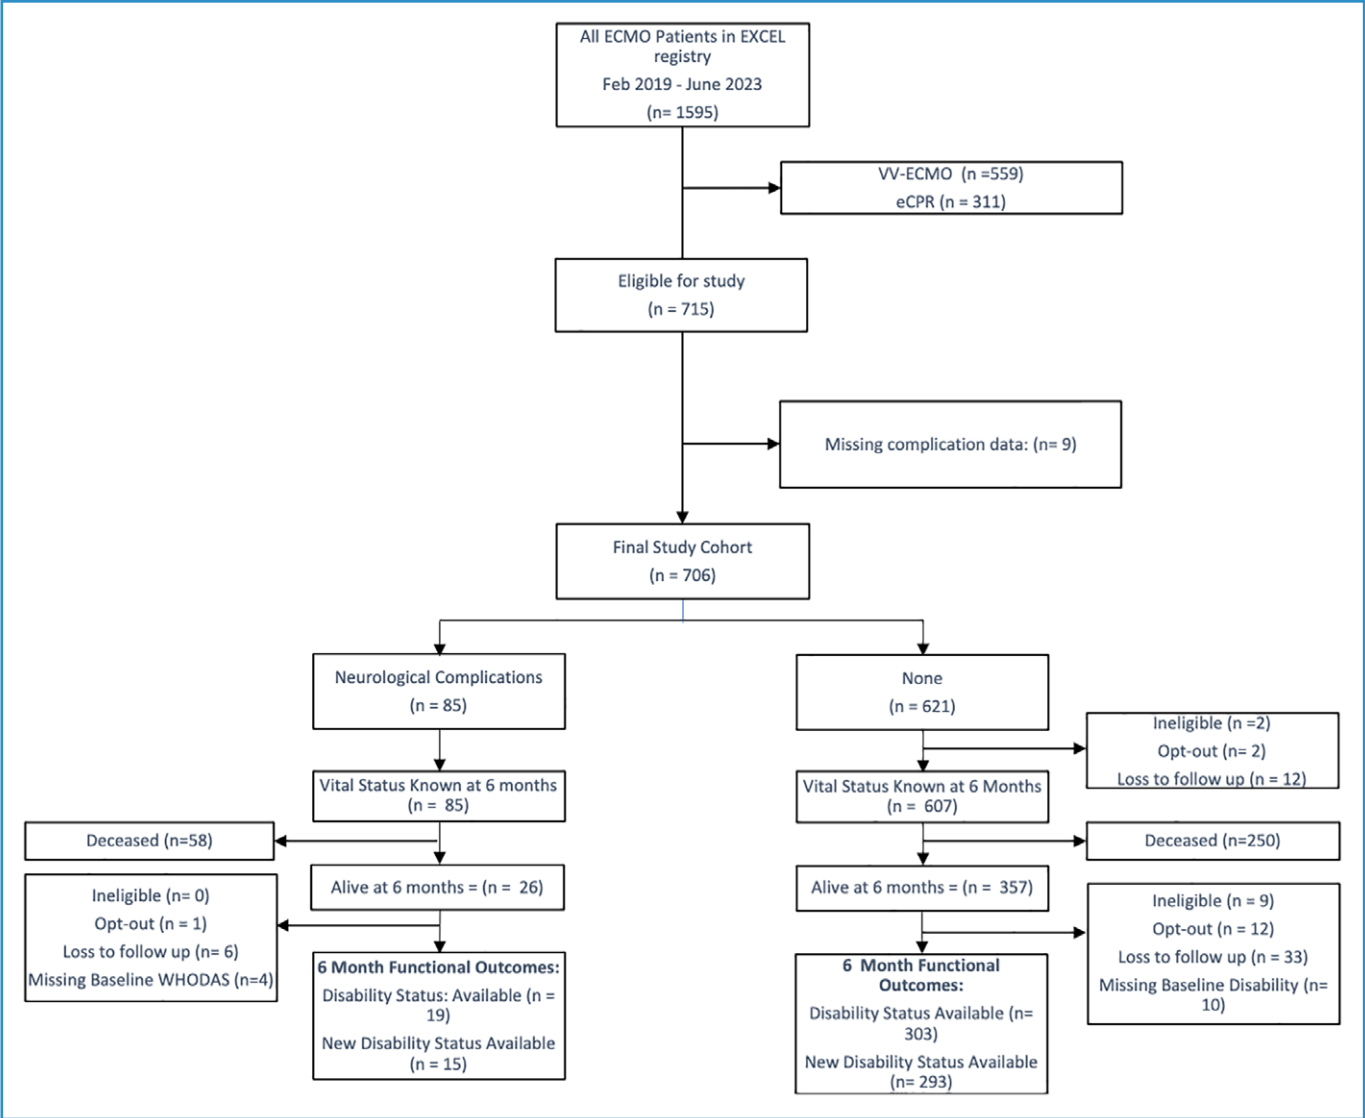 All ECMO Patients in EXCEL
registry
Feb 2019 - June 2023
(n= 1595)
VV-ECMO  (n =559)
eCPR (n = 311)
Eligible for study
(n = 715)
Missing complication data: (n= 9)
Final Study Cohort
(n = 706)
Neurological Complications
(n = 85)
None
(n = 621)
Ineligible (n =2)
Opt-out (n= 2)
Loss to follow up (n = 12)
Vital Status Known at 6 months
(n =  85)
Vital Status Known at 6 Months
(n =  607)
Deceased (n=58)
Deceased (n=250)
Alive at 6 months = (n =  26)
Alive at 6 months = (n =  357)
Ineligible (n= 0)
Opt-out (n = 1)
Loss to follow up (n= 6)
Missing Baseline WHODAS (n=4)
Ineligible (n = 9)
Opt-out (n = 12)
Loss to follow up (n = 33)
Missing Baseline Disability (n=
10)
6 Month Functional Outcomes:
Disability Status: Available (n =
19)
New Disability Status Available
(n = 15)
6  Month Functional
Outcomes:
Disability Status Available (n=
303)
New Disability Status Available
(n= 293)